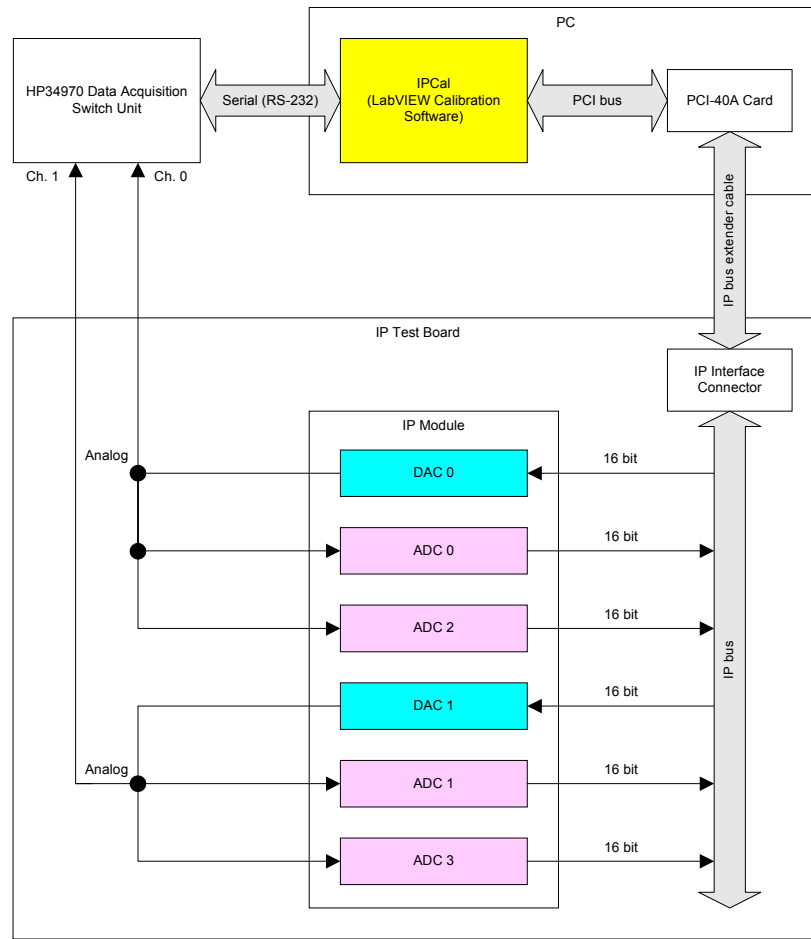 PC
HP34970 Data Acquisition
Switch Unit
Serial (RS-232)
IPCal
(LabVIEW Calibration
Software)
PCI bus
PCI-40A Card
Ch. 1
Ch. 0
IP bus extender cable
IP Test Board
IP Interface
Connector
IP Module
Analog
DAC 0
16 bit
ADC 0
16 bit
ADC 2
16 bit
IP bus
DAC 1
16 bit
Analog
ADC 1
16 bit
ADC 3
16 bit